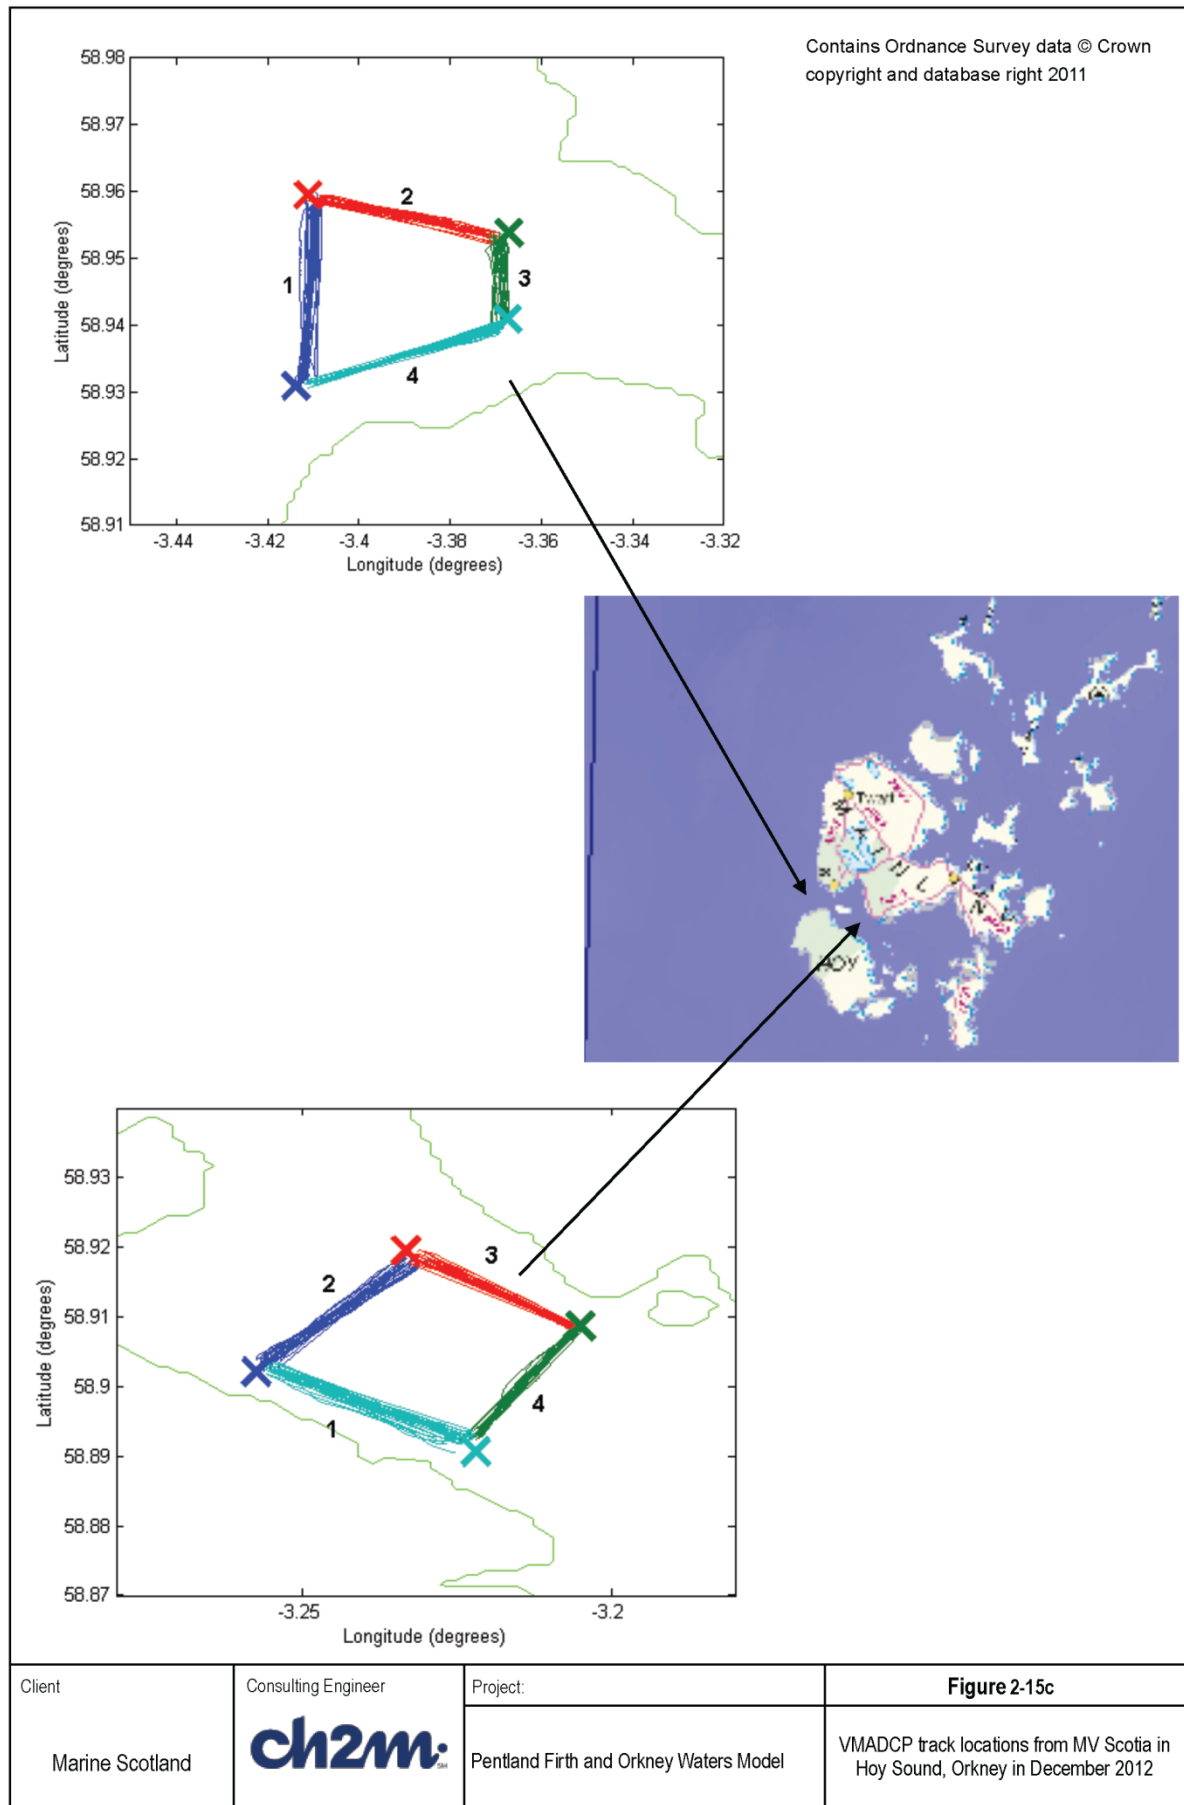 Contains Ordnance Survey data © Crown
copyright and database right 2011
58.98
58.97
58.96
58.95
58.94
58.93
58.92
58.91
Latitude (degrees)
1
2
3
4
-3.44
-3.42
-3.4
-3.38
-3.36
-3.34
-3.32
Longitude (degrees)
Twatt
HOY
58.93
58.92
58.91
58.9
58.89
58.88
58.87
Latitude (degrees)
2
3
1
4
-3.25
-3.2
Longitude (degrees)
Client
Marine Scotland
Consulting Engineer
ch2m:
SM
Project:
Pentland Firth and Orkney Waters Model
Figure 2-15c
VMADCP track locations from MV Scotia in
Hoy Sound, Orkney in December 2012